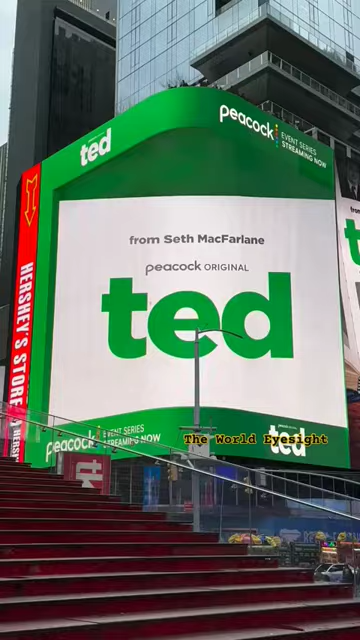 ted
peacock
EVENT SERIES
STREAMING NOW
from Seth MacFarlane
peacock ORIGINAL
ted
HERSHEY'S STORE
peacock
EVENT SERIES
STREAMING NOW
The World Eyesight
ted